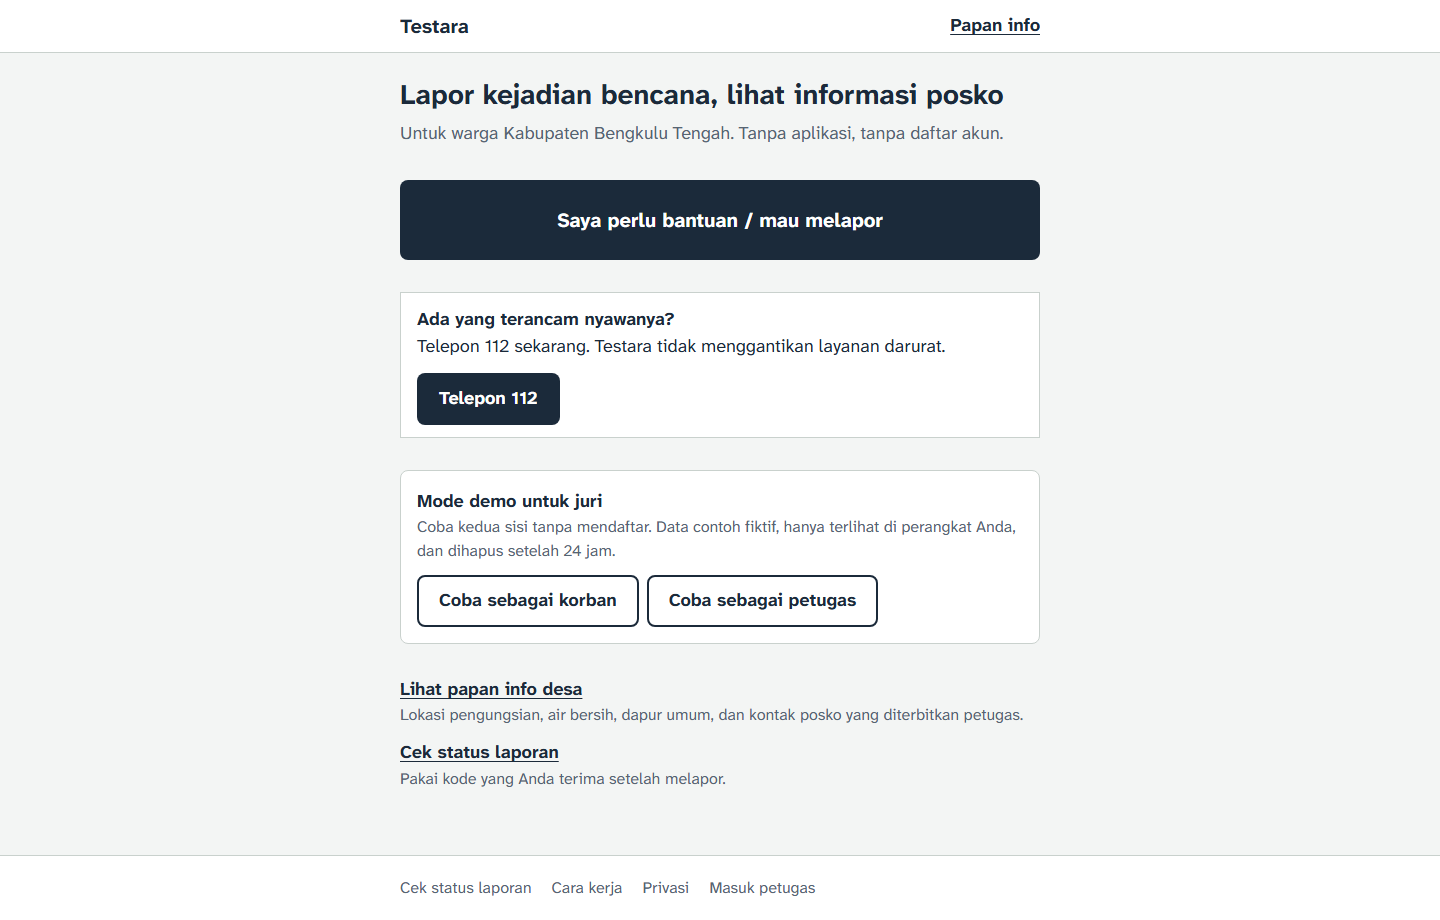 Testara
Papan info
Lapor kejadian bencana, lihat informasi posko
Untuk warga Kabupaten Bengkulu Tengah. Tanpa aplikasi, tanpa daftar akun.
Saya perlu bantuan / mau melapor
Ada yang terancam nyawanya?
Telepon 112 sekarang. Testara tidak menggantikan layanan darurat.
Telepon 112
Mode demo untuk juri
Coba kedua sisi tanpa mendaftar. Data contoh fiktif, hanya terlihat di perangkat Anda,
dan dihapus setelah 24 jam.
Coba sebagai korban
Coba sebagai petugas
Lihat papan info desa
Lokasi pengungsian, air bersih, dapur umum, dan kontak posko yang diterbitkan petugas.
Cek status laporan
Pakai kode yang Anda terima setelah melapor.
Cek status laporan
Cara kerja
Privasi
Masuk petugas